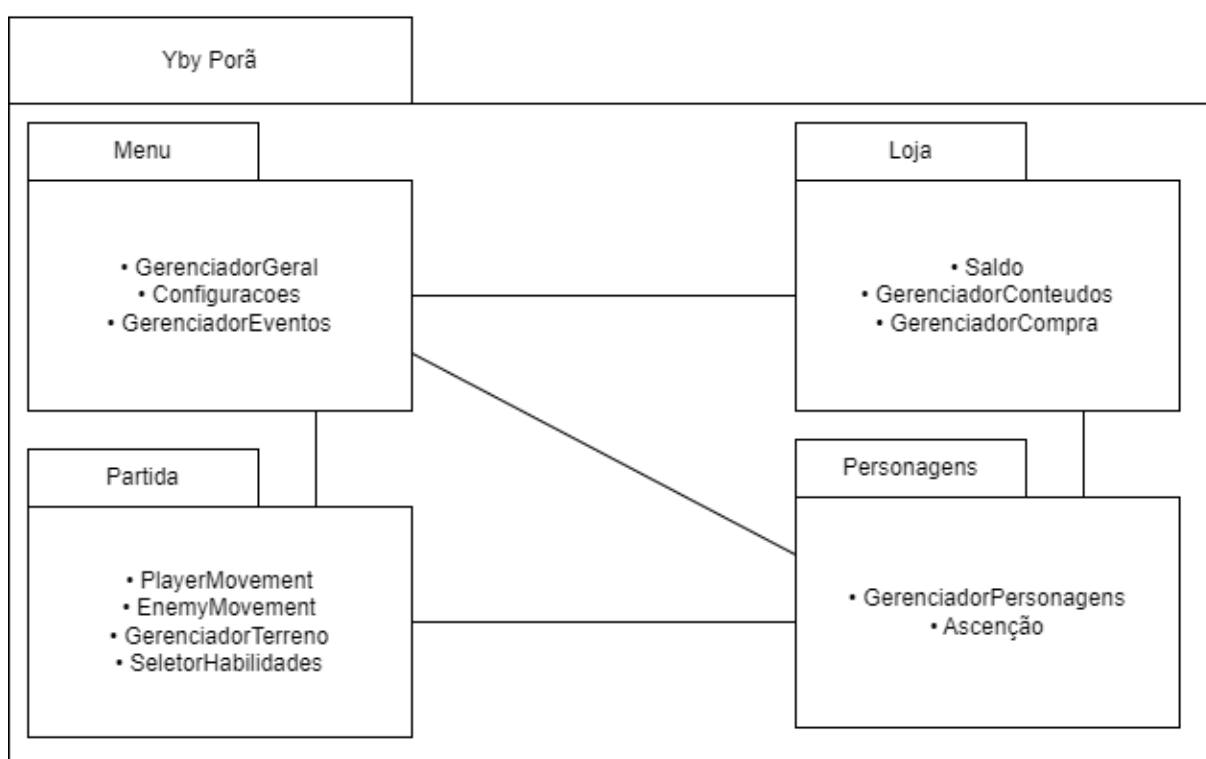 Yby Porã
Menu
• GerenciadorGeral
• Configuracoes
• GerenciadorEventos
Loja
• Saldo
• GerenciadorConteudos
• GerenciadorCompra
Partida
• PlayerMovement
• EnemyMovement
• GerenciadorTerreno
• SeletorHabilidades
Personagens
• GerenciadorPersonagens
• Ascenção